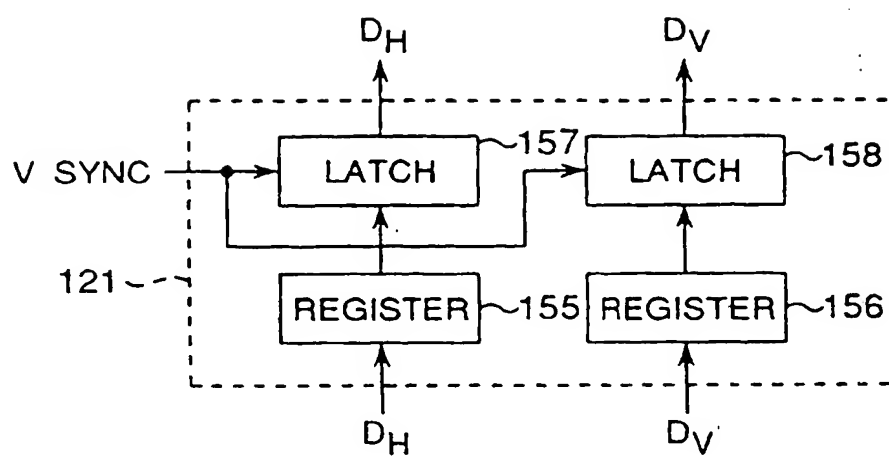 D_H D_V
157
158
V SYNC LATCH LATCH
121 REGISTER 155 REGISTER 156
D_H D_V